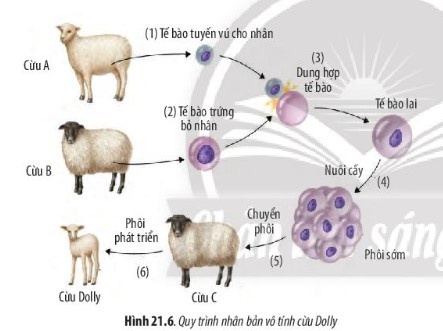 (1) Tế bào tuyến vú cho nhân
Cừu A
(3)
Dung hợp
tế bào
Tế bào lai
(2) Tế bào trứng
bỏ nhân
Cừu B
Nuôi cấy
(4)
Chuyển
phôi
(5)
Phôi sớm
Phôi
phát triển
(6)
Cừu Dolly
Cừu C
Hình 21.6. Quy trình nhân bản vô tính cừu Dolly